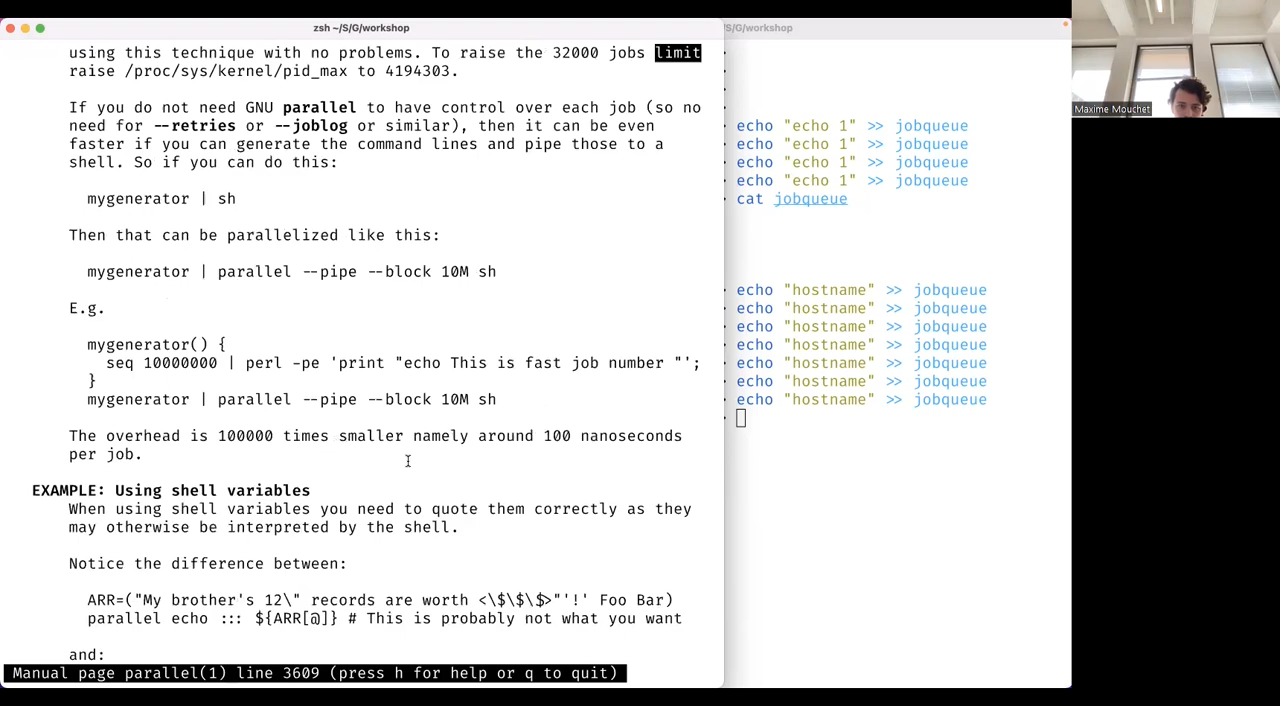 zsh ~/S/G/workshop
using this technique with no problems. To raise the 32000 jobs limit
raise /proc/sys/kernel/pid_max to 4194303.
If you do not need GNU parallel to have control over each job (so no
need for --retries or --joblog or similar), then it can be even
faster if you can generate the command lines and pipe those to a
shell. So if you can do this:
mygenerator | sh
Then that can be parallelized like this:
mygenerator | parallel --pipe --block 10M sh
E.g.
mygenerator() {
seq 10000000 | perl -pe 'print "echo This is fast job number "';
}
mygenerator | parallel --pipe --block 10M sh
The overhead is 100000 times smaller namely around 100 nanoseconds
per job.
EXAMPLE: Using shell variables
When using shell variables you need to quote them correctly as they
may otherwise be interpreted by the shell.
Notice the difference between:
ARR=("My brother's 12\" records are worth <\$\$\$>"'!' Foo Bar)
parallel echo ::: ${ARR[@]} # This is probably not what you want
and:
Manual page parallel(1) line 3609 (press h for help or q to quit)
/S/G/workshop
echo "echo 1" >> jobqueue
echo "echo 1" >> jobqueue
echo "echo 1" >> jobqueue
echo "echo 1" >> jobqueue
cat jobqueue
echo "hostname" >> jobqueue
echo "hostname" >> jobqueue
echo "hostname" >> jobqueue
echo "hostname" >> jobqueue
echo "hostname" >> jobqueue
echo "hostname" >> jobqueue
echo "hostname" >> jobqueue
Maxime Mouchet